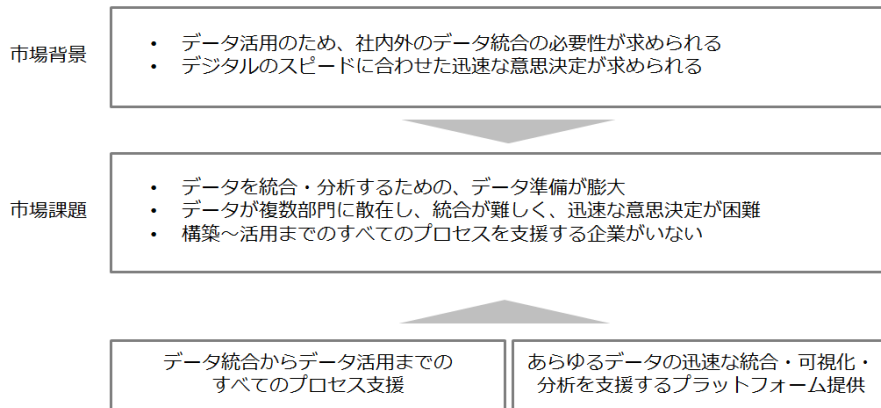 市場背景
• データ活用のため、社内外のデータ統合の必要性が求められる
• デジタルのスピードに合わせた迅速な意思決定が求められる
市場課題
• データを統合・分析するための、データ準備が膨大
• データが複数部門に散在し、統合が難しく、迅速な意思決定が困難
• 構築～活用までのすべてのプロセスを支援する企業がいない
データ統合からデータ活用までの
すべてのプロセス支援
あらゆるデータの迅速な統合・可視化・
分析を支援するプラットフォーム提供